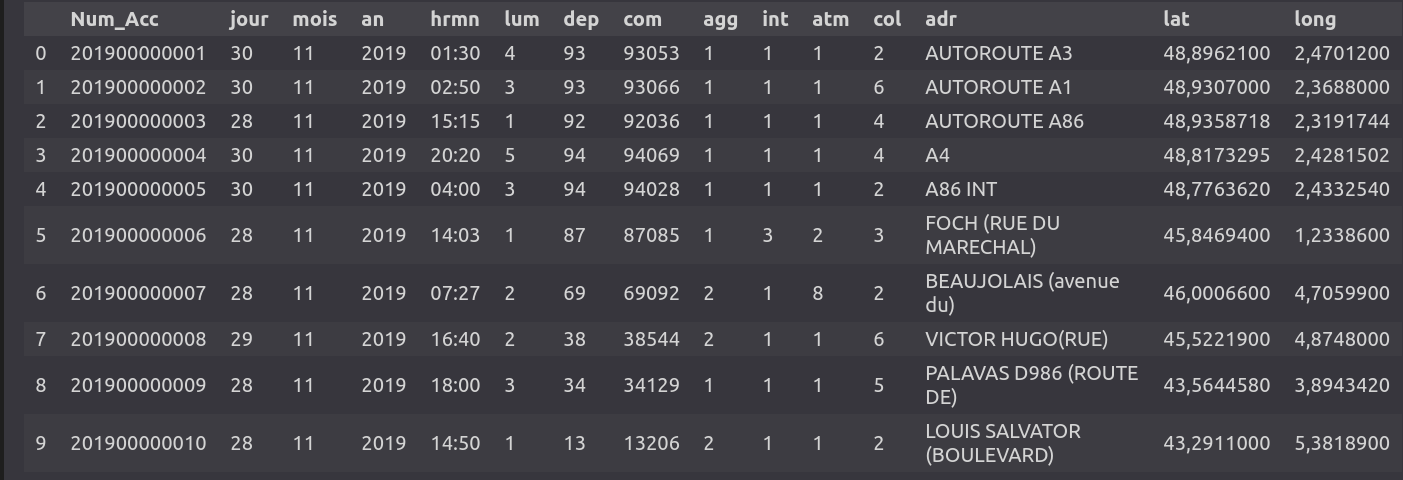 Num_Acc jour mois an hrmn lum dep com agg int atm col adr lat long
0 201900000001 30 11 2019 01:30 4 93 93053 1 1 1 2 AUTOROUTE A3 48,8962100 2,4701200
1 201900000002 30 11 2019 02:50 3 93 93066 1 1 1 6 AUTOROUTE A1 48,9307000 2,3688000
2 201900000003 28 11 2019 15:15 1 92 92036 1 1 1 4 AUTOROUTE A86 48,9358718 2,3191744
3 201900000004 30 11 2019 20:20 5 94 94069 1 1 1 4 A4 48,8173295 2,4281502
4 201900000005 30 11 2019 04:00 3 94 94028 1 1 1 2 A86 INT 48,7763620 2,4332540
5 201900000006 28 11 2019 14:03 1 87 87085 1 3 2 3 FOCH (RUE DU 45,8469400 1,2338600
MARECHAL)
6 201900000007 28 11 2019 07:27 2 69 69092 2 1 8 2 BEAUJOLAIS (avenue 46,0006600 4,7059900
du)
7 201900000008 29 11 2019 16:40 2 38 38544 2 1 1 6 VICTOR HUGO(RUE) 45,5221900 4,8748000
8 201900000009 28 11 2019 18:00 3 34 34129 1 1 1 5 PALAVAS D986 (ROUTE 43,5644580 3,8943420
DE)
9 201900000010 28 11 2019 14:50 1 13 13206 2 1 1 2 LOUIS SALVATOR 43,2911000 5,3818900
(BOULEVARD)